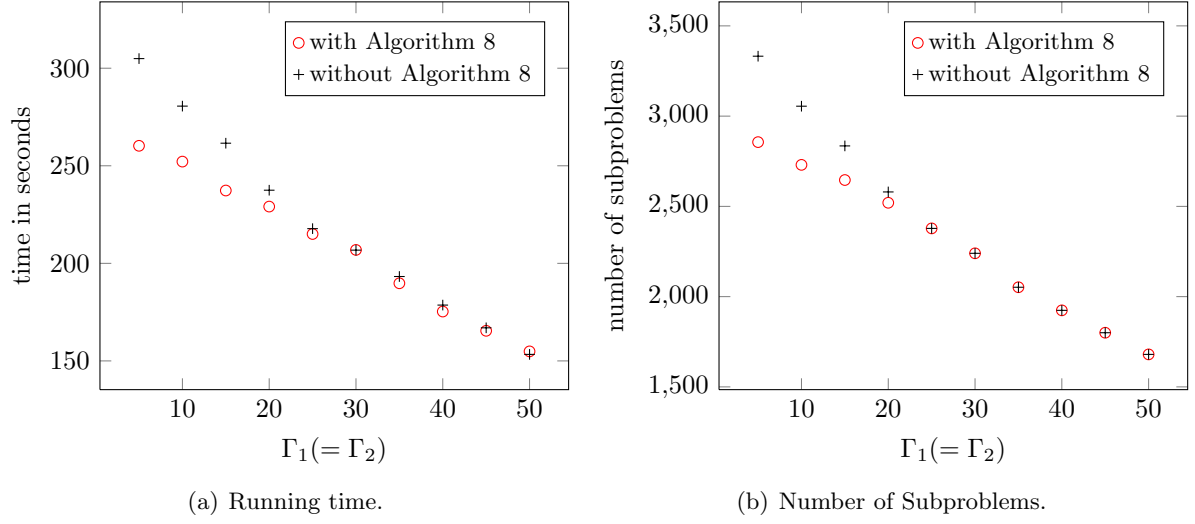 with Algorithm 8
without Algorithm 8
300
250
200
150
time in seconds
10 20 30 40 50
Γ₁(= Γ₂)
(a) Running time.
with Algorithm 8
without Algorithm 8
3,500
3,000
2,500
2,000
1,500
number of subproblems
10 20 30 40 50
Γ₁(= Γ₂)
(b) Number of Subproblems.